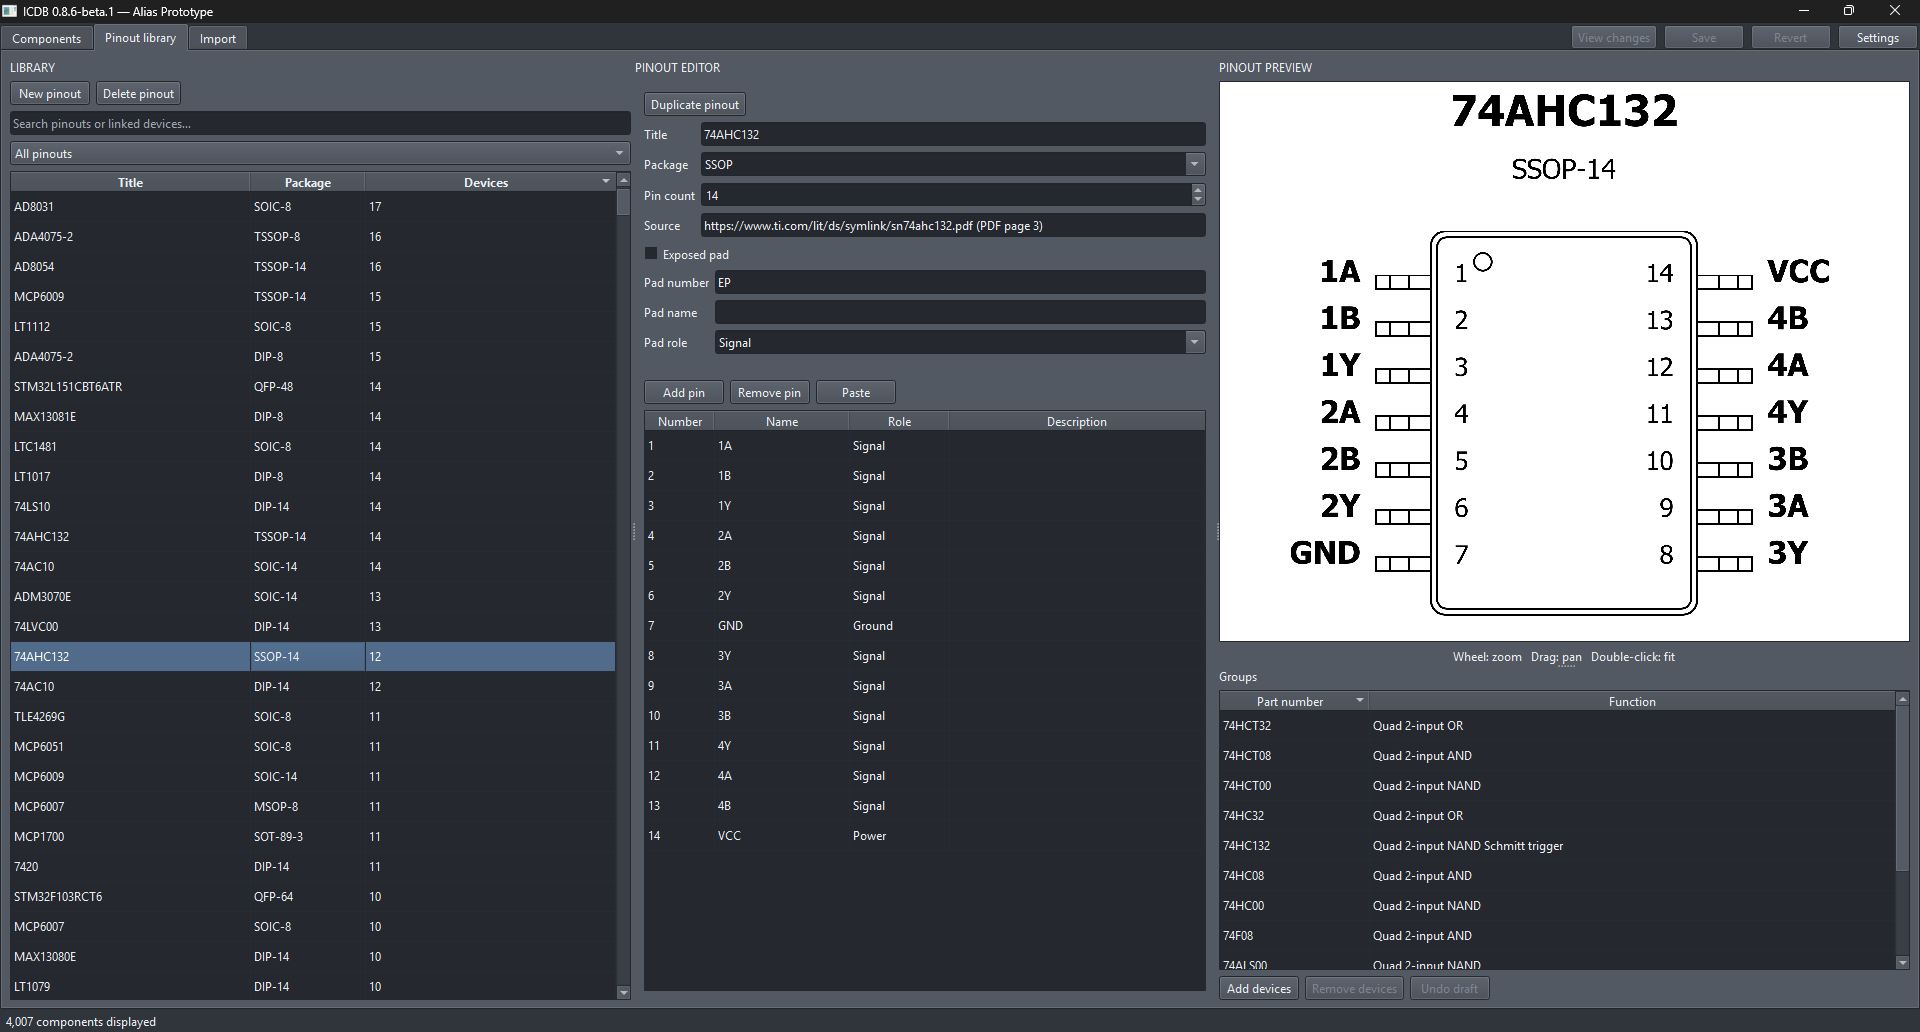 ICDB 0.8.6-beta.1 — Alias Prototype
Components Pinout library Import View changes Save Revert Settings
LIBRARY
New pinout Delete pinout
Search pinouts or linked devices...
All pinouts
Title Package Devices
AD8031 SOIC-8 17
ADA4075-2 TSSOP-8 16
AD8054 TSSOP-14 16
MCP6009 TSSOP-14 15
LT1112 SOIC-8 15
ADA4075-2 DIP-8 15
STM32L151CBT6ATR QFP-48 14
MAX13081E DIP-8 14
LTC1481 SOIC-8 14
LT1017 DIP-8 14
74LS10 DIP-14 14
74AHC132 TSSOP-14 14
74AC10 SOIC-14 14
ADM3070E SOIC-14 13
74LVC00 DIP-14 13
74AHC132 SSOP-14 12
74AC10 DIP-14 12
TLE4269G SOIC-8 11
MCP6051 SOIC-8 11
MCP6009 SOIC-14 11
MCP6007 MSOP-8 11
MCP1700 SOT-89-3 11
7420 DIP-14 11
STM32F103RCT6 QFP-64 10
MCP6007 SOIC-8 10
MAX13080E DIP-14 10
LT1079 DIP-14 10
PINOUT EDITOR
Duplicate pinout
Title 74AHC132
Package SSOP
Pin count 14
Source https://www.ti.com/lit/ds/symlink/sn74ahc132.pdf (PDF page 3)
Exposed pad
Pad number EP
Pad name
Pad role Signal
Add pin Remove pin Paste
Number Name Role Description
1 1A Signal
2 1B Signal
3 1Y Signal
4 2A Signal
5 2B Signal
6 2Y Signal
7 GND Ground
8 3Y Signal
9 3A Signal
10 3B Signal
11 4Y Signal
12 4A Signal
13 4B Signal
14 VCC Power
PINOUT PREVIEW
74AHC132
SSOP-14
1A 1 14 VCC
1B 2 13 4B
1Y 3 12 4A
2A 4 11 4Y
2B 5 10 3B
2Y 6 9 3A
GND 7 8 3Y
Wheel: zoom Drag: pan Double-click: fit
Groups
Part number Function
74HCT32 Quad 2-input OR
74HCT08 Quad 2-input AND
74HCT00 Quad 2-input NAND
74HC32 Quad 2-input OR
74HC132 Quad 2-input NAND Schmitt trigger
74HC08 Quad 2-input AND
74HC00 Quad 2-input NAND
74F08 Quad 2-input AND
74ALS00 Quad 2-input NAND
Add devices Remove devices Undo draft
4,007 components displayed